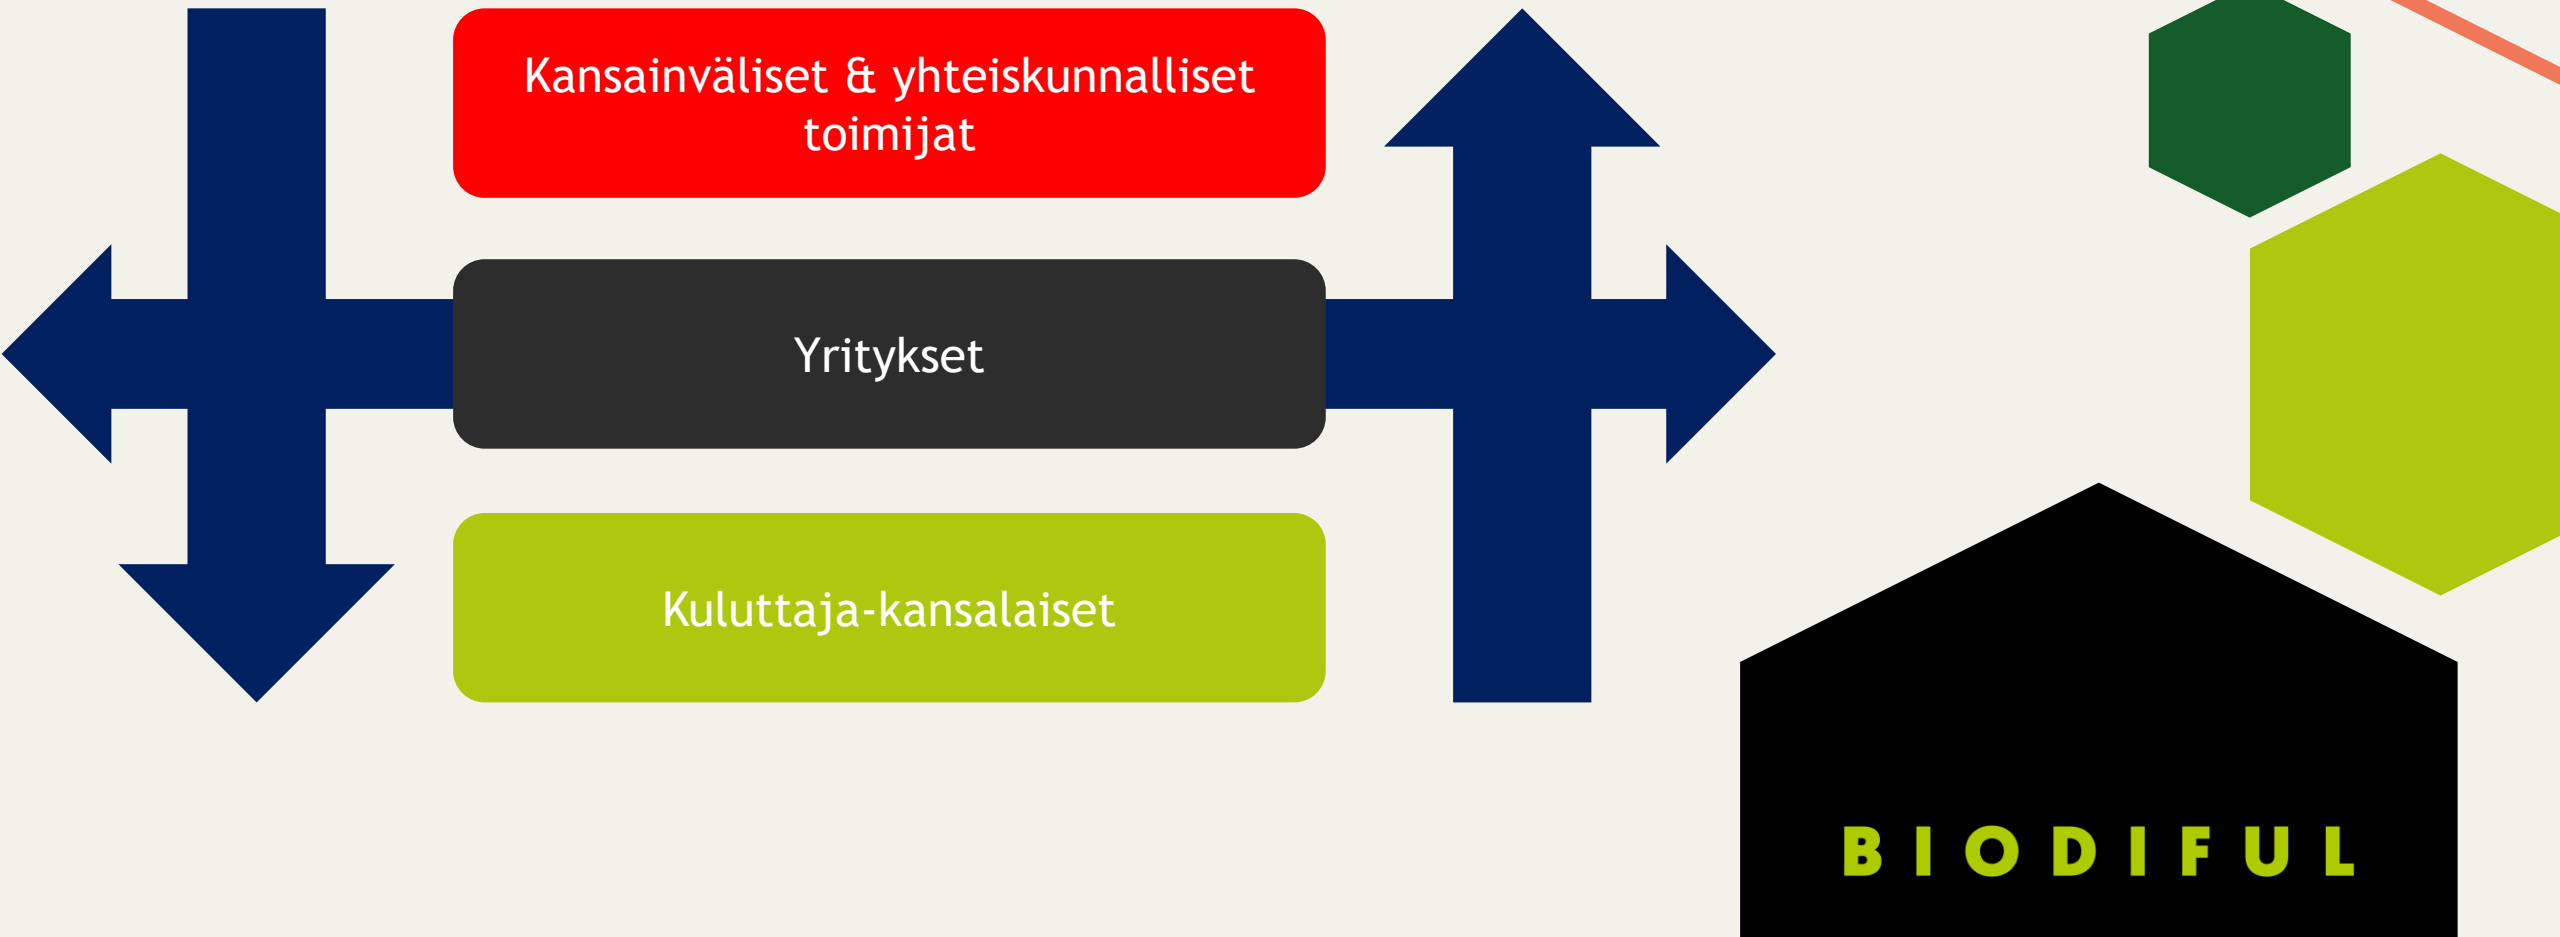 Kansainväliset & yhteiskunnalliset
toimijat
Yritykset
Kuluttaja-kansalaiset
BIODIFUL